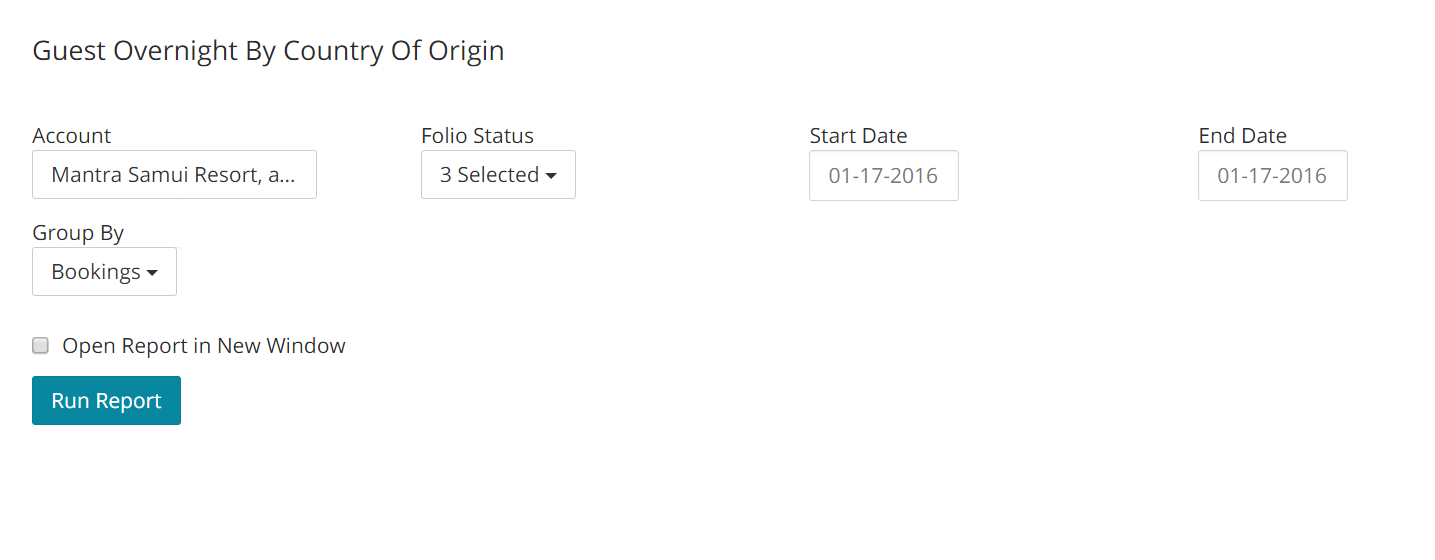 Guest Overnight By Country Of Origin
Account Folio Status Start Date End Date
Mantra Samui Resort, a... 3 Selected 01-17-2016 01-17-2016
Group By
Bookings
Open Report in New Window
Run Report